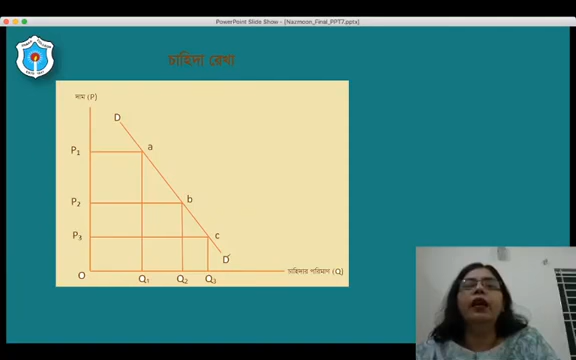 PowerPoint Slide Show - Nazmoon_Final_PPT7.pptx
চাহিদা রেখা
দাম (P)
D
P₁
a
P₂
b
P₃
c
D'
O
Q₁
Q₂
Q₃
চাহিদার পরিমাণ (Q)